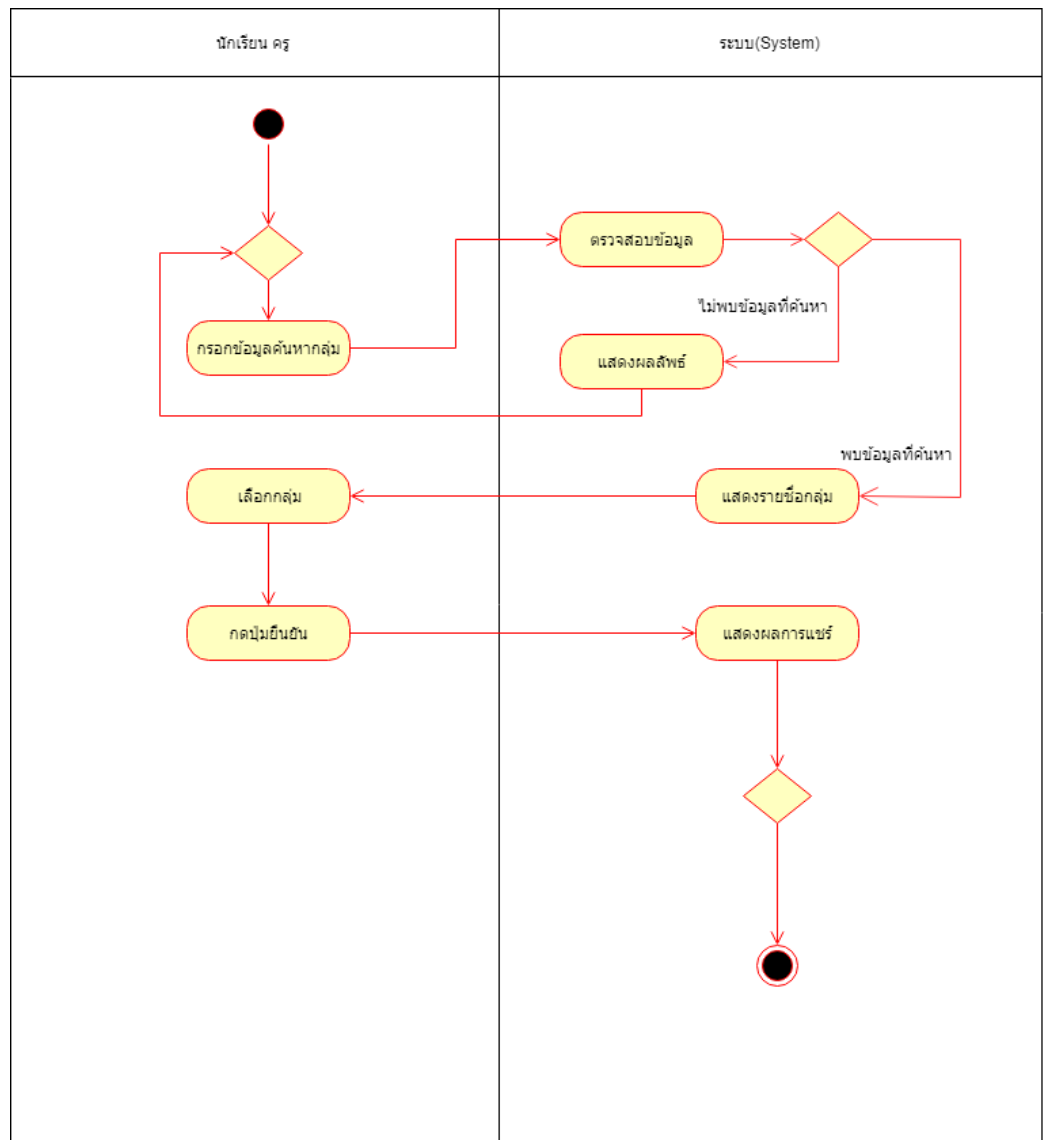 นักเรียน ครู
ระบบ(System)
ตรวจสอบข้อมูล
ไม่พบข้อมูลที่ค้นหา
กรอกข้อมูลค้นหากลุ่ม
แสดงผลลัพธ์
พบข้อมูลที่ค้นหา
เลือกกลุ่ม
แสดงรายชื่อกลุ่ม
กดปุ่มยืนยัน
แสดงผลการแชร์